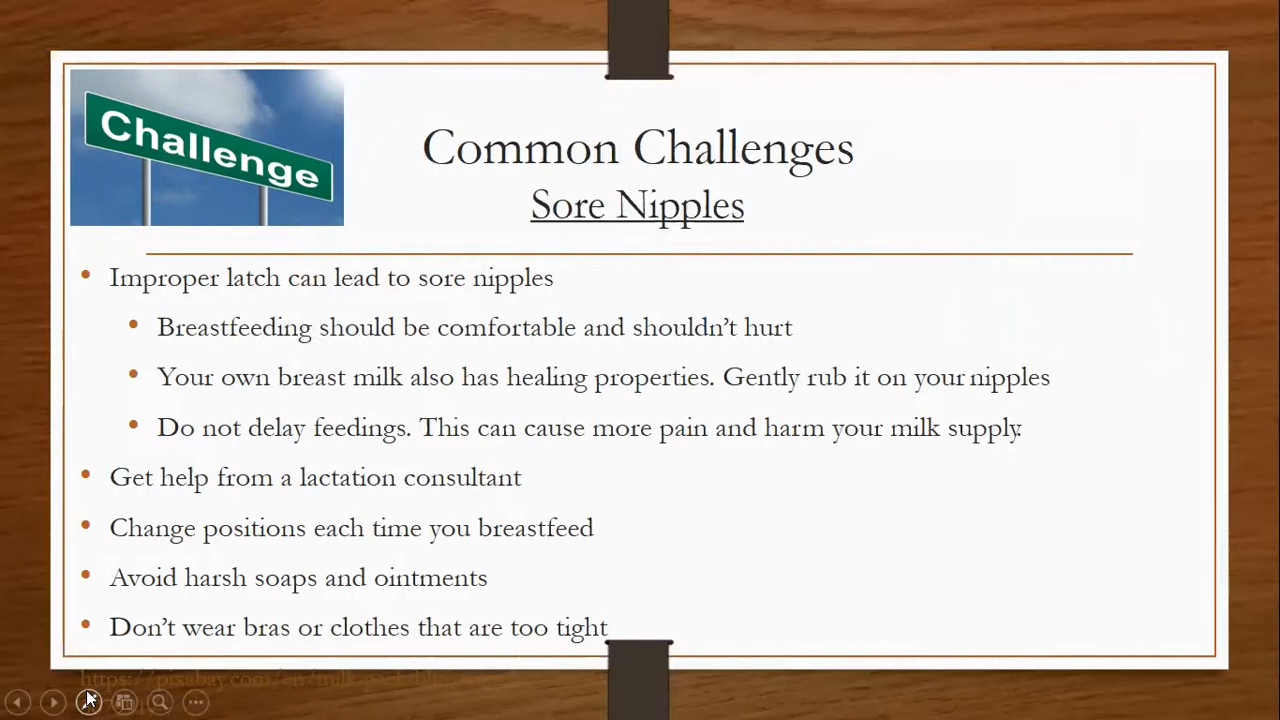 Challenge
Common Challenges
Sore Nipples
Improper latch can lead to sore nipples
Breastfeeding should be comfortable and shouldn't hurt
Your own breast milk also has healing properties. Gently rub it on your nipples
Do not delay feedings. This can cause more pain and harm your milk supply.
Get help from a lactation consultant
Change positions each time you breastfeed
Avoid harsh soaps and ointments
Don't wear bras or clothes that are too tight